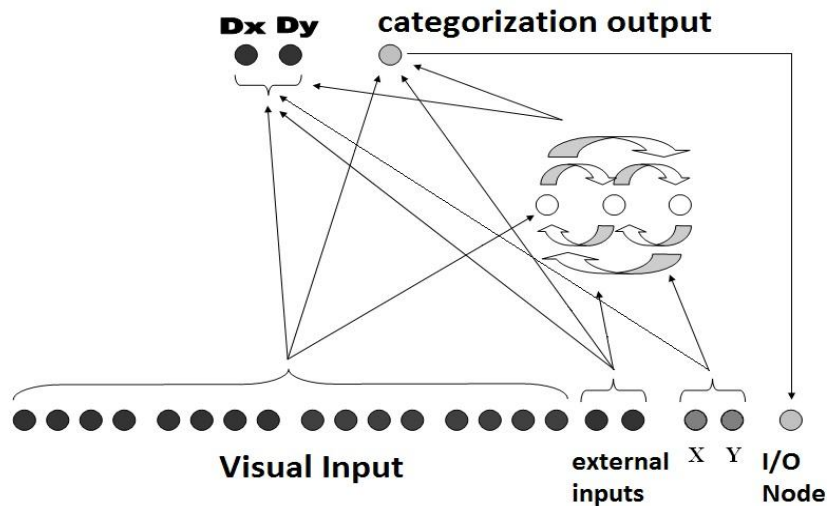 Dx Dy
categorization output
Visual Input
external inputs
X Y
I/O Node